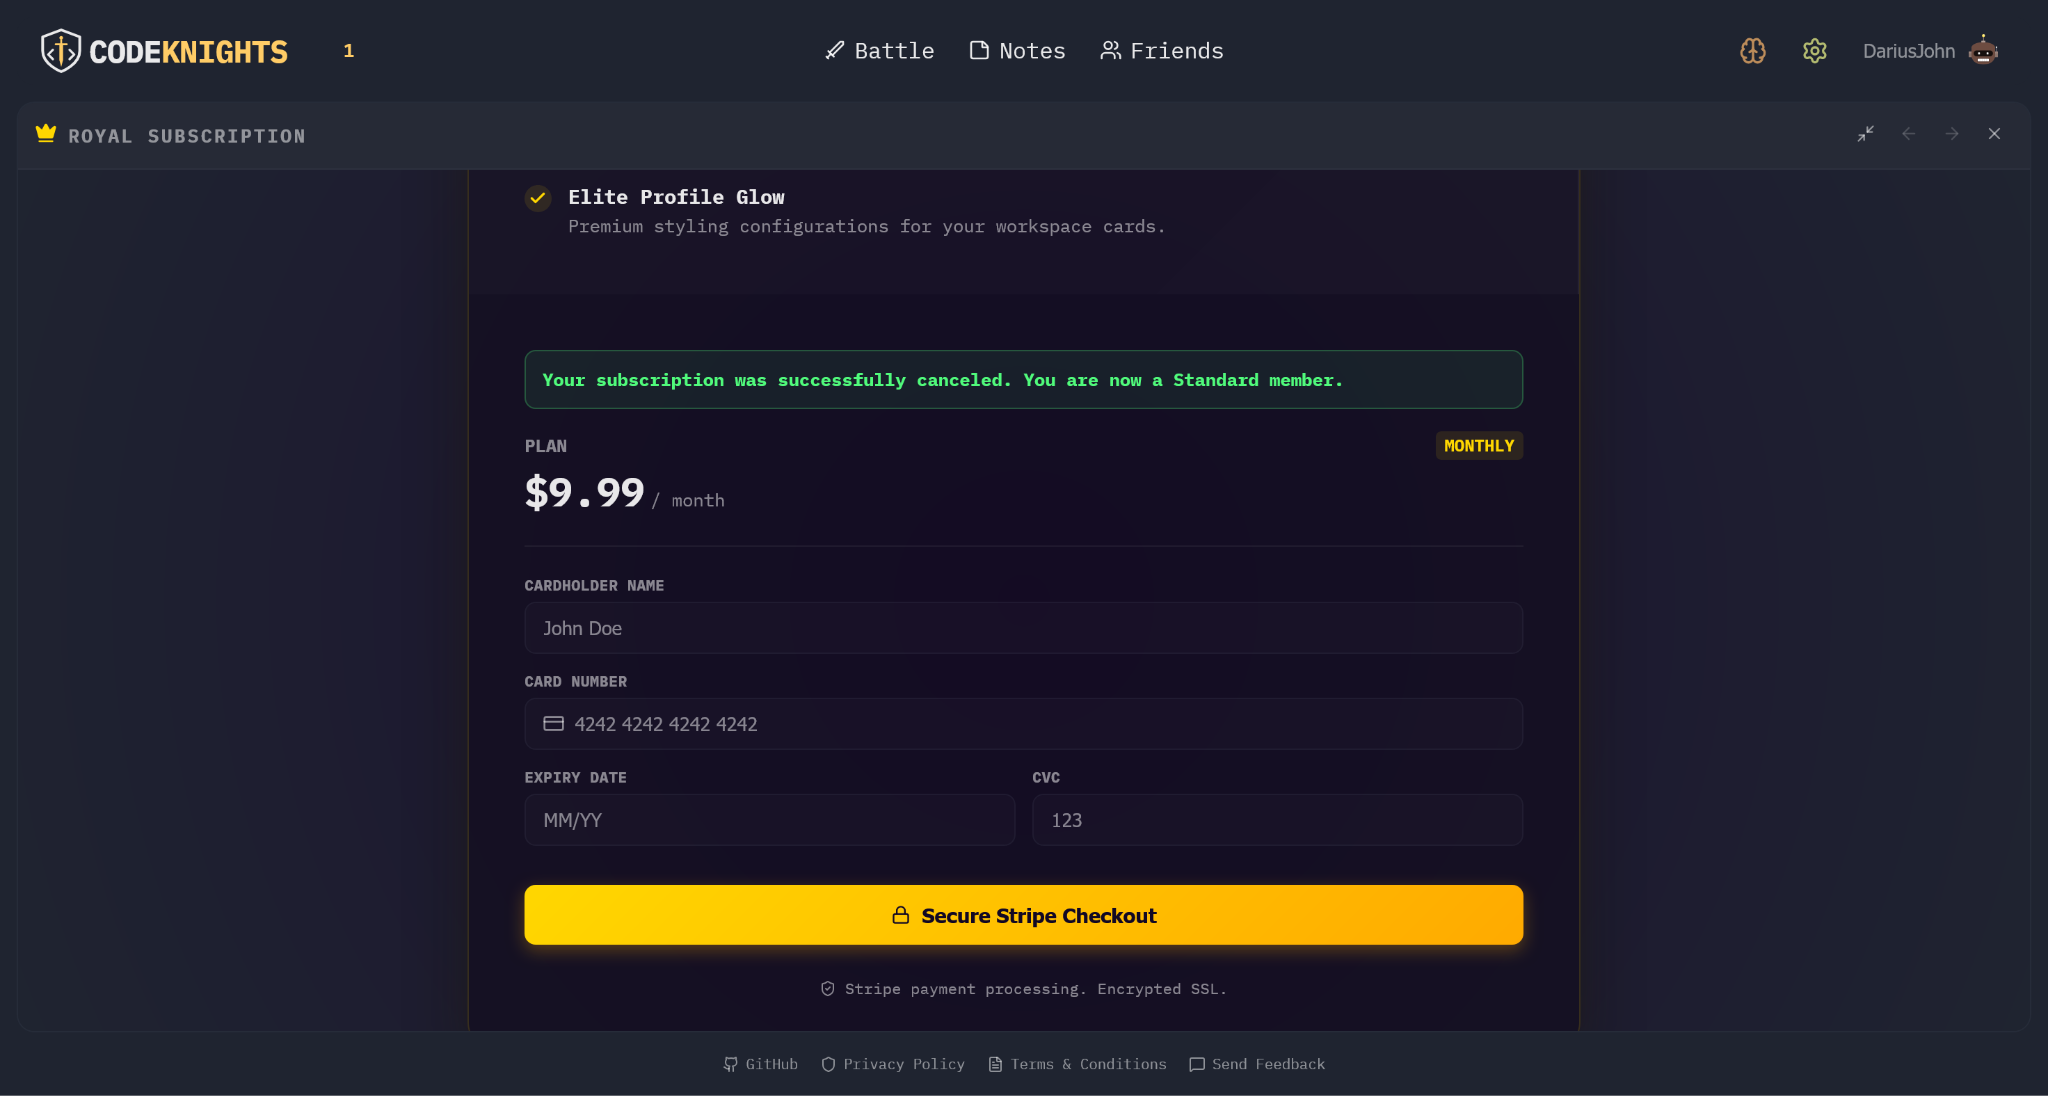 CODEKNIGHTS
1
Battle
Notes
Friends
DariusJohn
ROYAL SUBSCRIPTION
Elite Profile Glow
Premium styling configurations for your workspace cards.
Your subscription was successfully canceled. You are now a Standard member.
PLAN
MONTHLY
$9.99 / month
CARDHOLDER NAME
John Doe
CARD NUMBER
4242 4242 4242 4242
EXPIRY DATE
CVC
MM/YY
123
Secure Stripe Checkout
Stripe payment processing. Encrypted SSL.
GitHub
Privacy Policy
Terms & Conditions
Send Feedback